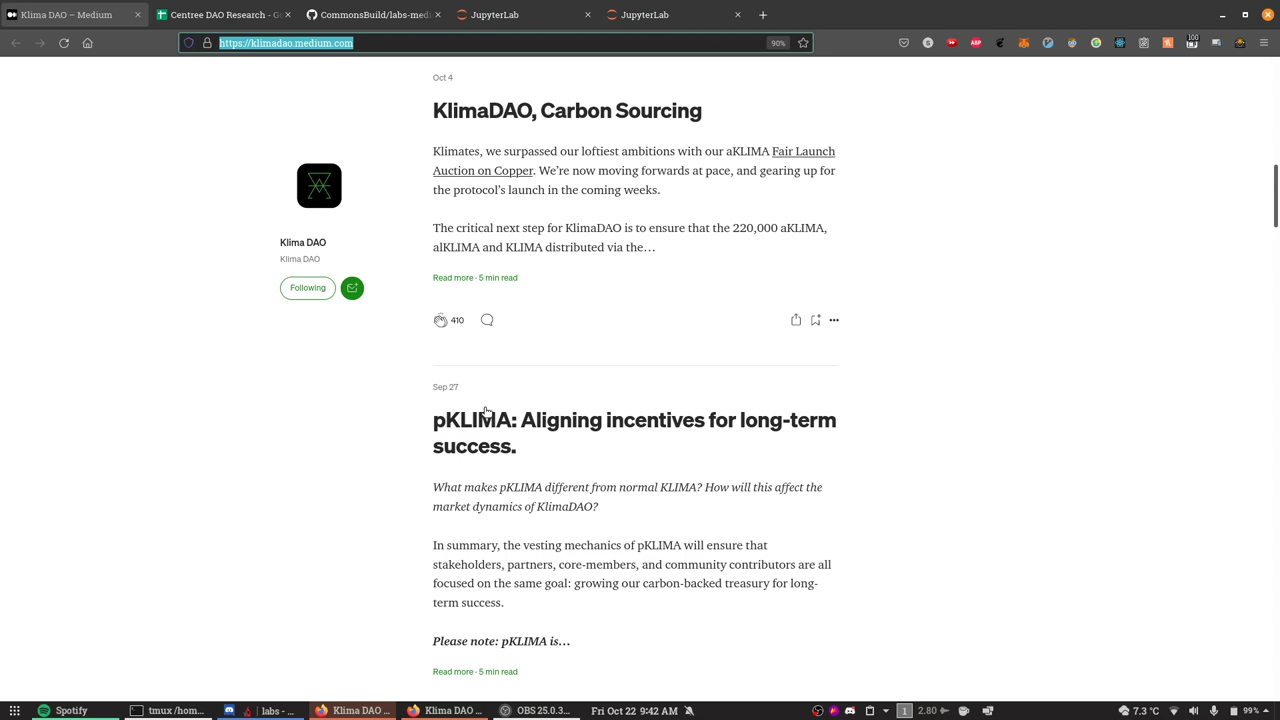 Klima DAO – Medium
Centree DAO Research - G
CommonsBuild/labs-medi
JupyterLab
JupyterLab
https://klimadao.medium.com
90%
ABP
100
Oct 4
KlimaDAO, Carbon Sourcing
Klimates, we surpassed our loftiest ambitions with our aKLIMA Fair Launch
Auction on Copper. We’re now moving forwards at pace, and gearing up for
the protocol’s launch in the coming weeks.
The critical next step for KlimaDAO is to ensure that the 220,000 aKLIMA,
alKLIMA and KLIMA distributed via the…
Read more · 5 min read
410
Klima DAO
Klima DAO
Following
Sep 27
pKLIMA: Aligning incentives for long-term
success.
What makes pKLIMA different from normal KLIMA? How will this affect the
market dynamics of KlimaDAO?
In summary, the vesting mechanics of pKLIMA will ensure that
stakeholders, partners, core-members, and community contributors are all
focused on the same goal: growing our carbon-backed treasury for long-
term success.
Please note: pKLIMA is…
Read more · 5 min read
Spotify
tmux /hom...
| labs - ...
Klima DAO ...
Klima DAO ...
OBS 25.0.3...
Fri Oct 22 9:42 AM
1
2.80
7.3 °C
99%